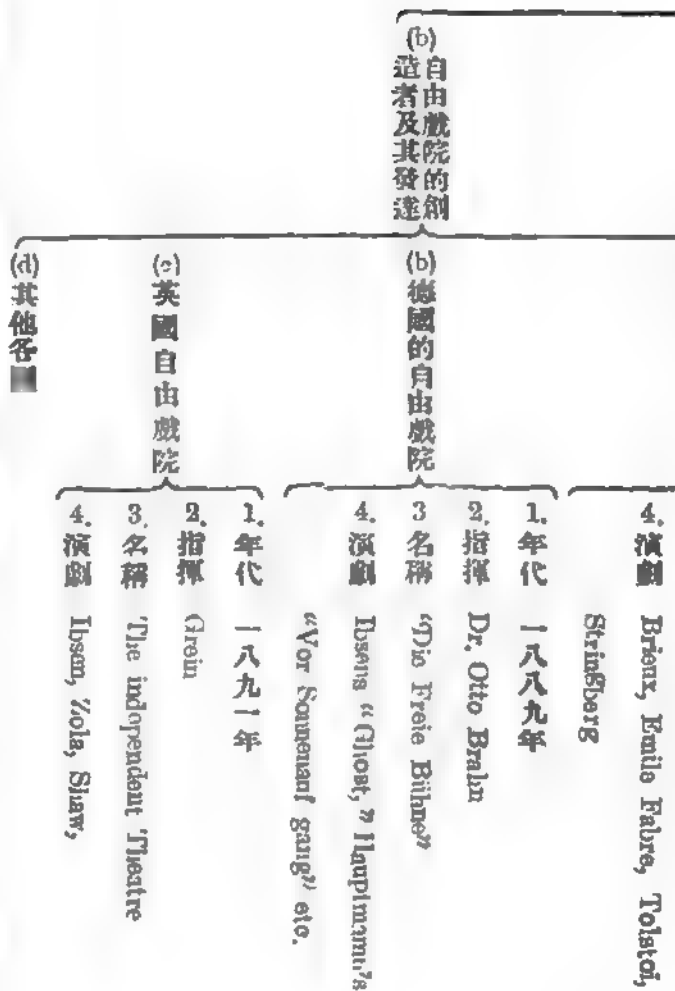 (b) 自由戲院的創
造者及其發達
4. 演劇 Brieux, Emile Fabre, Tolstoi,
Strindberg
(b) 德國的自由戲院
1. 年代 一八八九年
2. 指揮 Dr. Otto Brahn
3 名稱 “Die Freie Bühne”
4. 演劇 Ibsens “Ghost,” Hauptmann's
“Vor Sonnenauf gang” etc.
(c) 英國自由戲院
1. 年代 一八九一年
2. 指揮 Grein
3. 名稱 The independent Theatre
4. 演劇 Ibsen, Zola, Shaw,
(d) 其他各